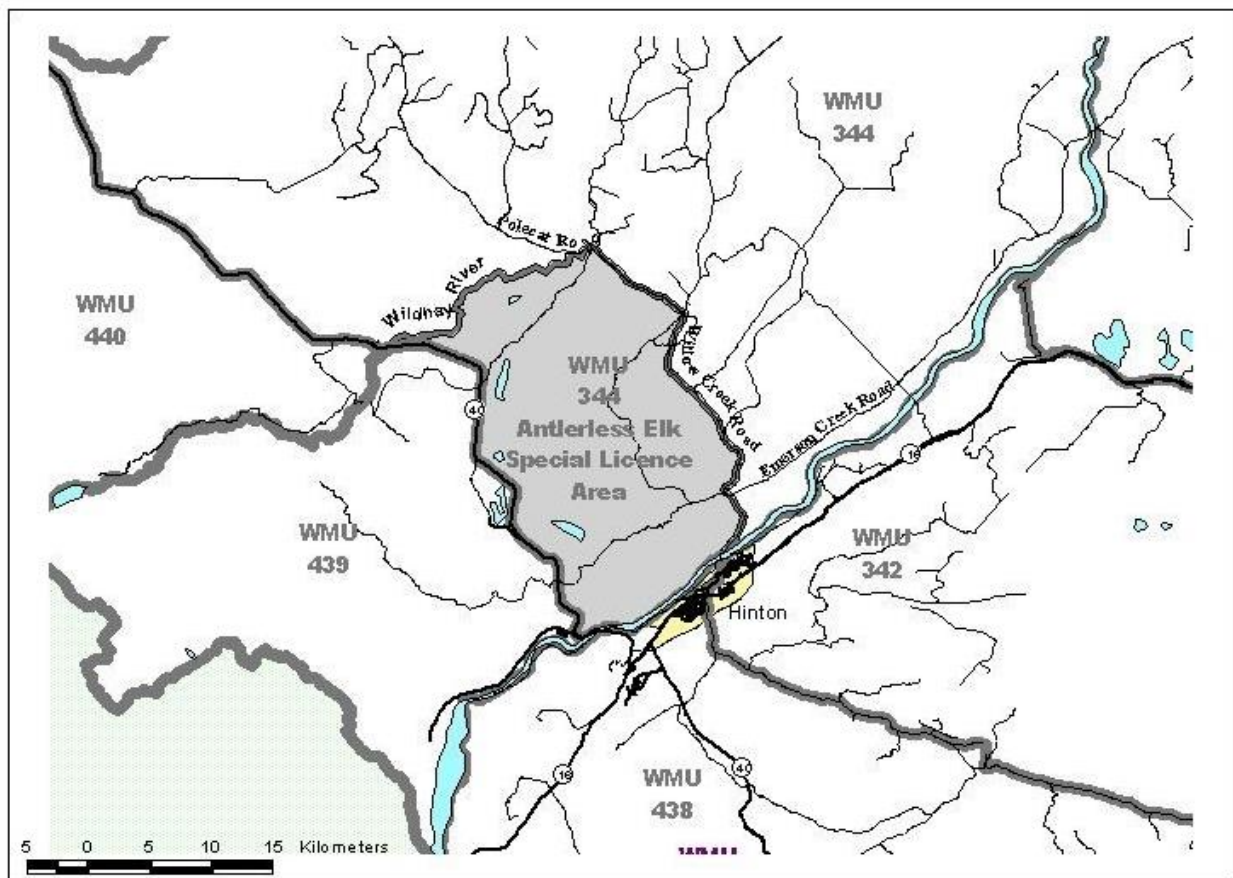 WMU
344
Polecat Road
Wildhay River
WMU
440
WMU
344
Antlerless Elk
Special Licence
Area
40
Willow Creek Road
Emerson Creek Road
16
WMU
439
WMU
342
Hinton
WMU
438
16
40
5 0 5 10 15 Kilometers